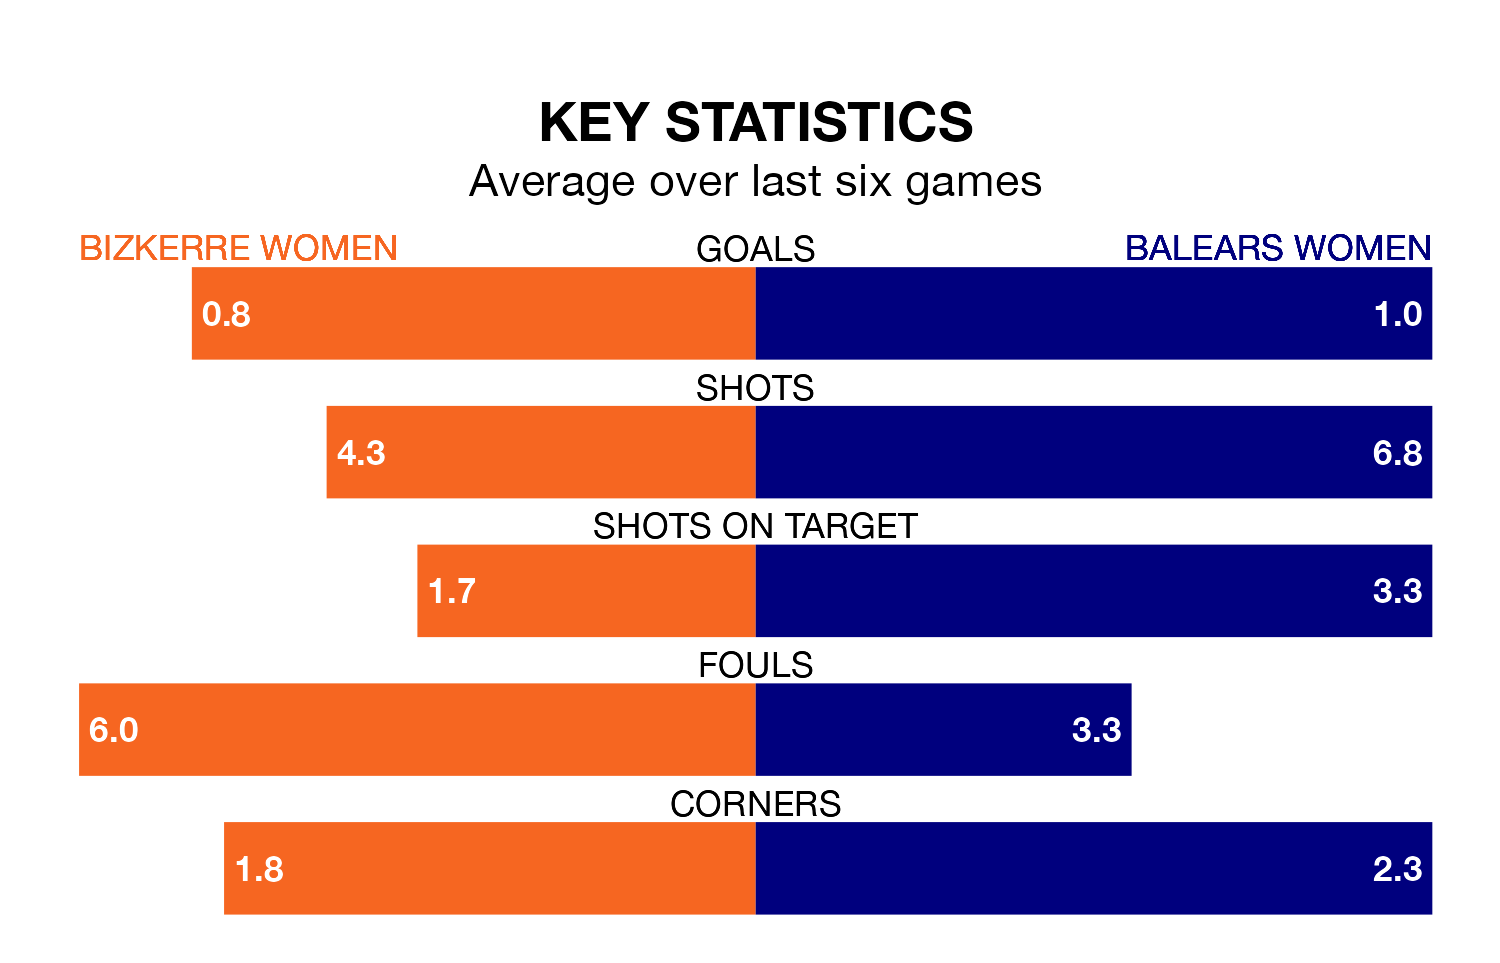 KEY STATISTICS
Average over last six games
BIZKERRE WOMEN GOALS BALEARS WOMEN
0.8 1.0
SHOTS
4.3 6.8
SHOTS ON TARGET
1.7 3.3
FOULS
6.0 3.3
CORNERS
1.8 2.3